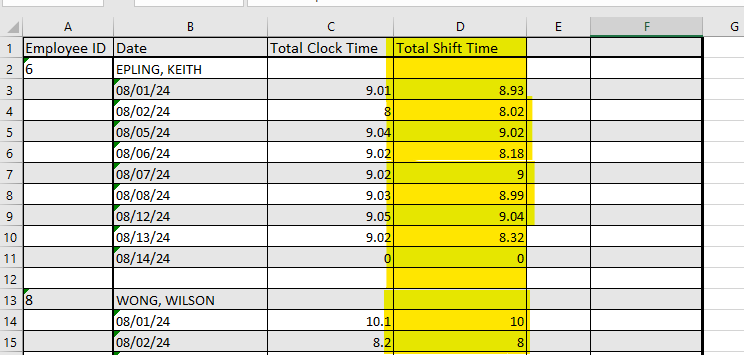 A B C D E F G
1 Employee ID Date Total Clock Time Total Shift Time
2 6 EPLING, KEITH
3 08/01/24 9.01 8.93
4 08/02/24 8 8.02
5 08/05/24 9.04 9.02
6 08/06/24 9.02 8.18
7 08/07/24 9.02 9
8 08/08/24 9.03 8.99
9 08/12/24 9.05 9.04
10 08/13/24 9.02 8.32
11 08/14/24 0 0
12
13 8 WONG, WILSON
14 08/01/24 10.1 10
15 08/02/24 8.2 8